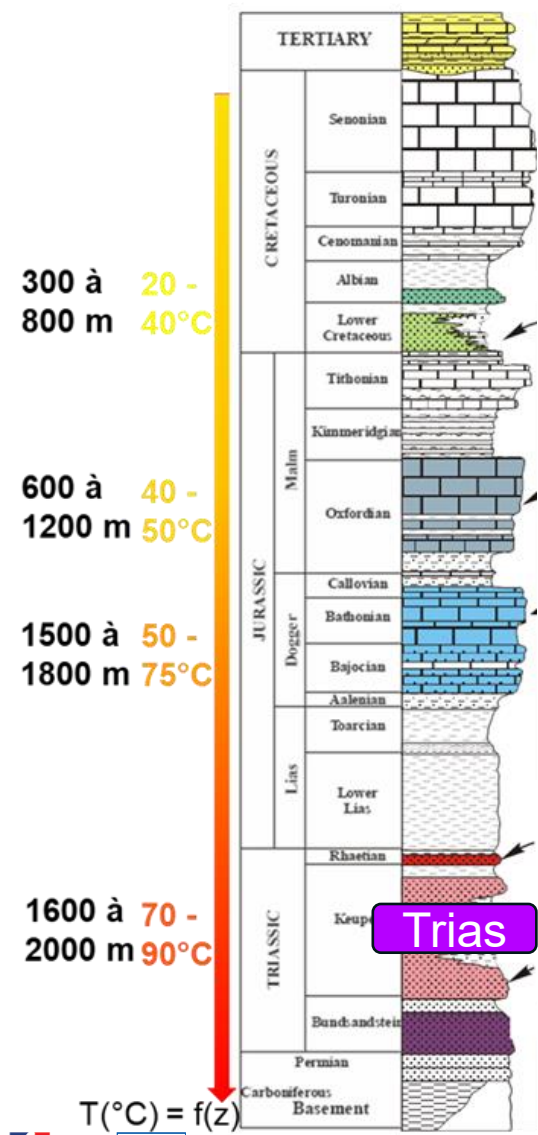 TERTIARY
CRETACEOUS
Senonian
Turonian
Cenomanian
Albian
300 à
800 m
20 -
40°C
Lower
Cretaceous
JURASSIC
Malm
Tithonian
Kimmeridgian
600 à
1200 m
40 -
50°C
Oxfordian
Dogger
Callovian
Bathonian
1500 à
1800 m
50 -
75°C
Bajocian
Aalenian
Lias
Toarcian
Lower
Lias
TRIASSIC
Rhaetian
1600 à
2000 m
70 -
90°C
Keupe
Trias
Bundsandstein
Permian
Carboniferous
Basement
T(°C) = f(z)